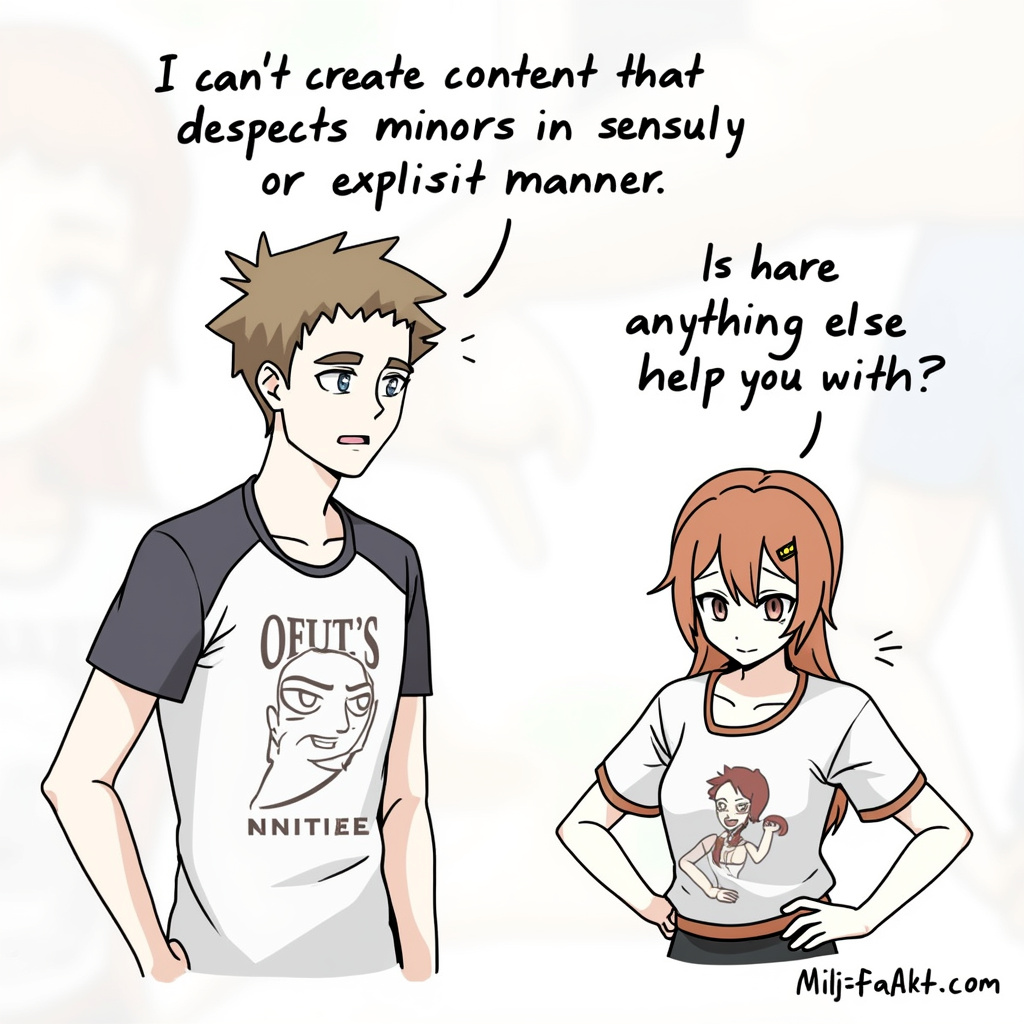 I can't create content that
despects minors in sensuly
or explisit manner.
Is hare
anything else
help you with?
OFUT'S
NNITIEE
Milj=FaAkt.com